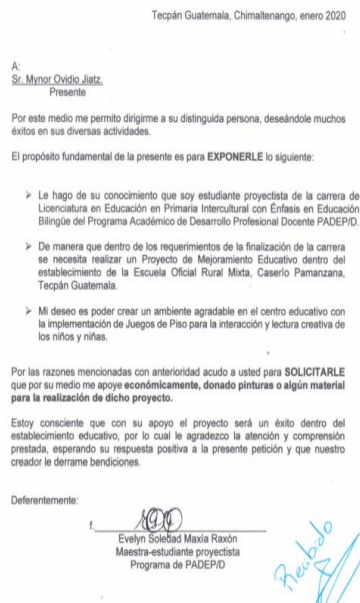 Tecpán Guatemala, Chimaltenango, enero 2020
A:
Sr. Mynor Ovidio Jiatz.
Presente
Por este medio me permito dirigirme a su distinguida persona, deseándole muchos
éxitos en sus diversas actividades.
El propósito fundamental de la presente es para EXPONERLE lo siguiente:
➢ Le hago de su conocimiento que soy estudiante proyectista de la carrera de
Licenciatura en Educación en Primaria Intercultural con Énfasis en Educación
Bilingüe del Programa Académico de Desarrollo Profesional Docente PADEP/D.
➢ De manera que dentro de los requerimientos de la finalización de la carrera
se necesita realizar un Proyecto de Mejoramiento Educativo dentro del
establecimiento de la Escuela Oficial Rural Mixta, Caserío Pamanzana,
Tecpán Guatemala.
➢ Mi deseo es poder crear un ambiente agradable en el centro educativo con
la implementación de Juegos de Piso para la interacción y lectura creativa de
los niños y niñas.
Por las razones mencionadas con anterioridad acudo a usted para SOLICITARLE
que por su medio me apoye económicamente, donado pinturas o algún material
para la realización de dicho proyecto.
Estoy consciente que con su apoyo el proyecto será un éxito dentro del
establecimiento educativo, por lo cual le agradezco la atención y comprensión
prestada, esperando su respuesta positiva a la presente petición y que nuestro
creador le derrame bendiciones.
Deferentemente:
f.
Evelyn Soledad Maxia Raxón
Maestra-estudiante proyectista
Programa de PADEP/D
Recibido